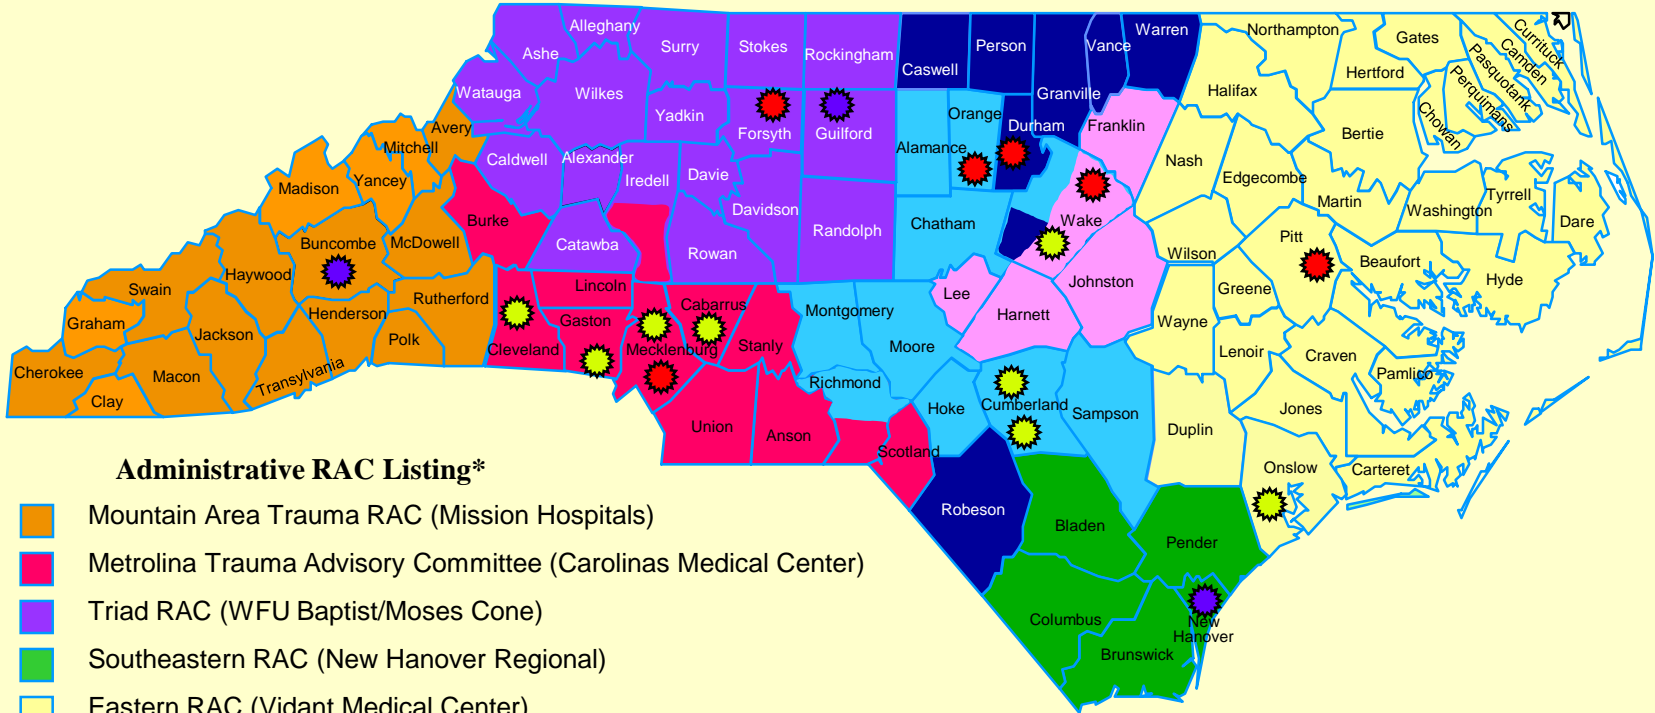 Alleghany
Northampton
Currituck
Warren
Gates
Camden
Ashe
Surry
Stokes
Rockingham
Person
Vance
Pasquotank
Caswell
Hertford
Perquimans
Watauga
Wilkes
Granville
Halifax
Yadkin
Orange
Chowan
Avery
Forsyth
Guilford
Durham
Franklin
Bertie
Mitchell
Alamance
Caldwell
Alexander
Nash
Madison
Yancey
Iredell
Davie
Edgecombe
Tyrrell
Martin
Washington
Burke
Davidson
Wake
Dare
Buncombe
McDowell
Catawba
Randolph
Chatham
Pitt
Rowan
Wilson
Beaufort
Haywood
Swain
Lincoln
Johnston
Greene
Hyde
Rutherford
Cabarrus
Lee
Graham
Jackson
Henderson
Gaston
Montgomery
Harnett
Wayne
Polk
Cleveland
Mecklenburg
Stanly
Moore
Lenoir
Craven
Cherokee
Macon
Transylvania
Richmond
Pamlico
Clay
Hoke
Cumberland
Sampson
Jones
Union
Anson
Duplin
Scotland
Onslow
Carteret
Administrative RAC Listing*
Robeson
Bladen
Mountain Area Trauma RAC (Mission Hospitals)
Pender
Metrolina Trauma Advisory Committee (Carolinas Medical Center)
Triad RAC (WFU Baptist/Moses Cone)
Columbus
New
Hanover
Brunswick
Southeastern RAC (New Hanover Regional)
Eastern RAC (Vidant Medical Center)